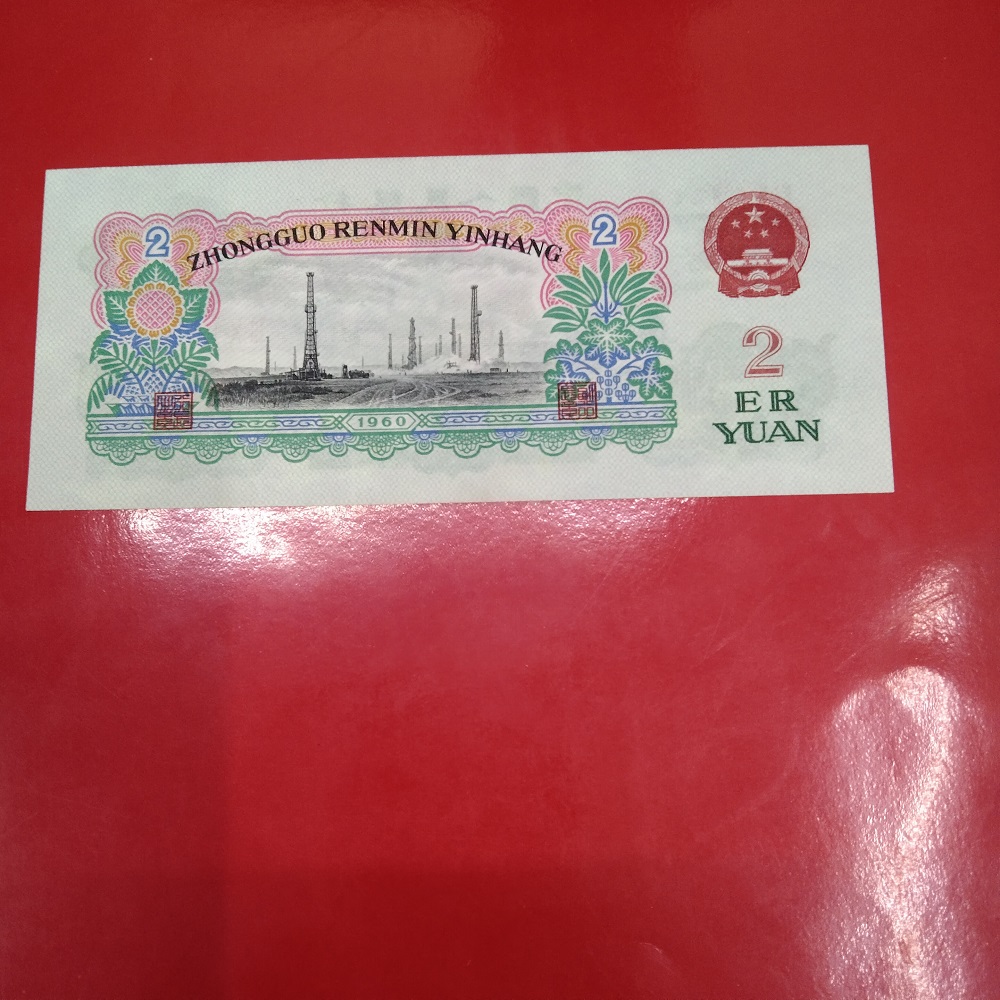 2
ZHONGGUO RENMIN YINHANG
2
2
ER
YUAN
1960